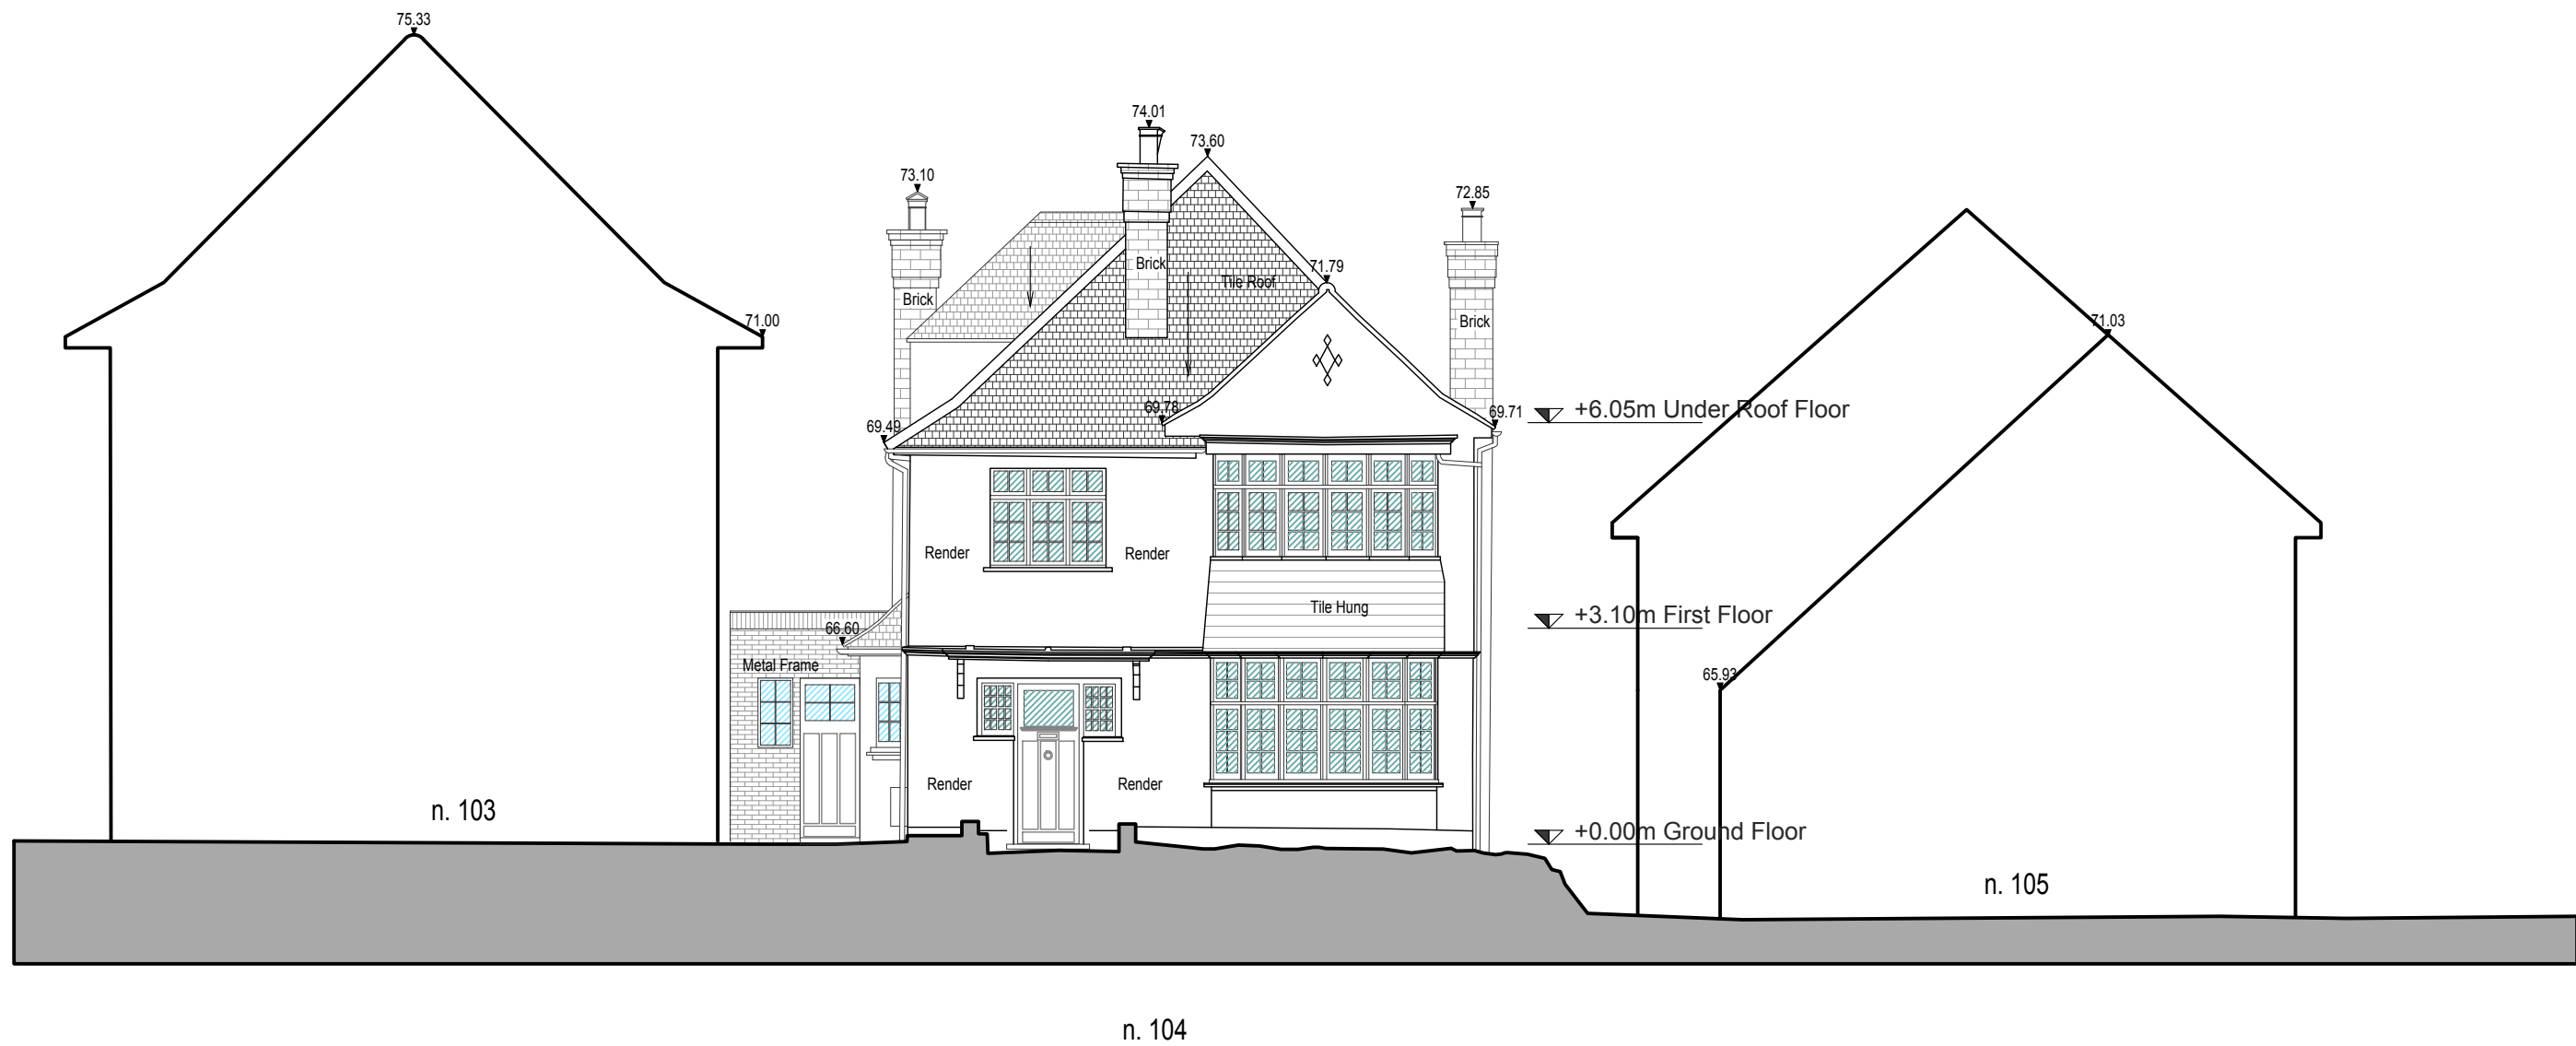 75.33
74.01
73.60
73.10
72.85
Brick
71.79
Tile Roof
Brick
Brick
71.00
71.03
69.78
69.71
+6.05m Under Roof Floor
69.49
Render
Render
Tile Hung
+3.10m First Floor
66.60
Metal Frame
65.93
Render
Render
n. 103
+0.00m Ground Floor
n. 105
n. 104